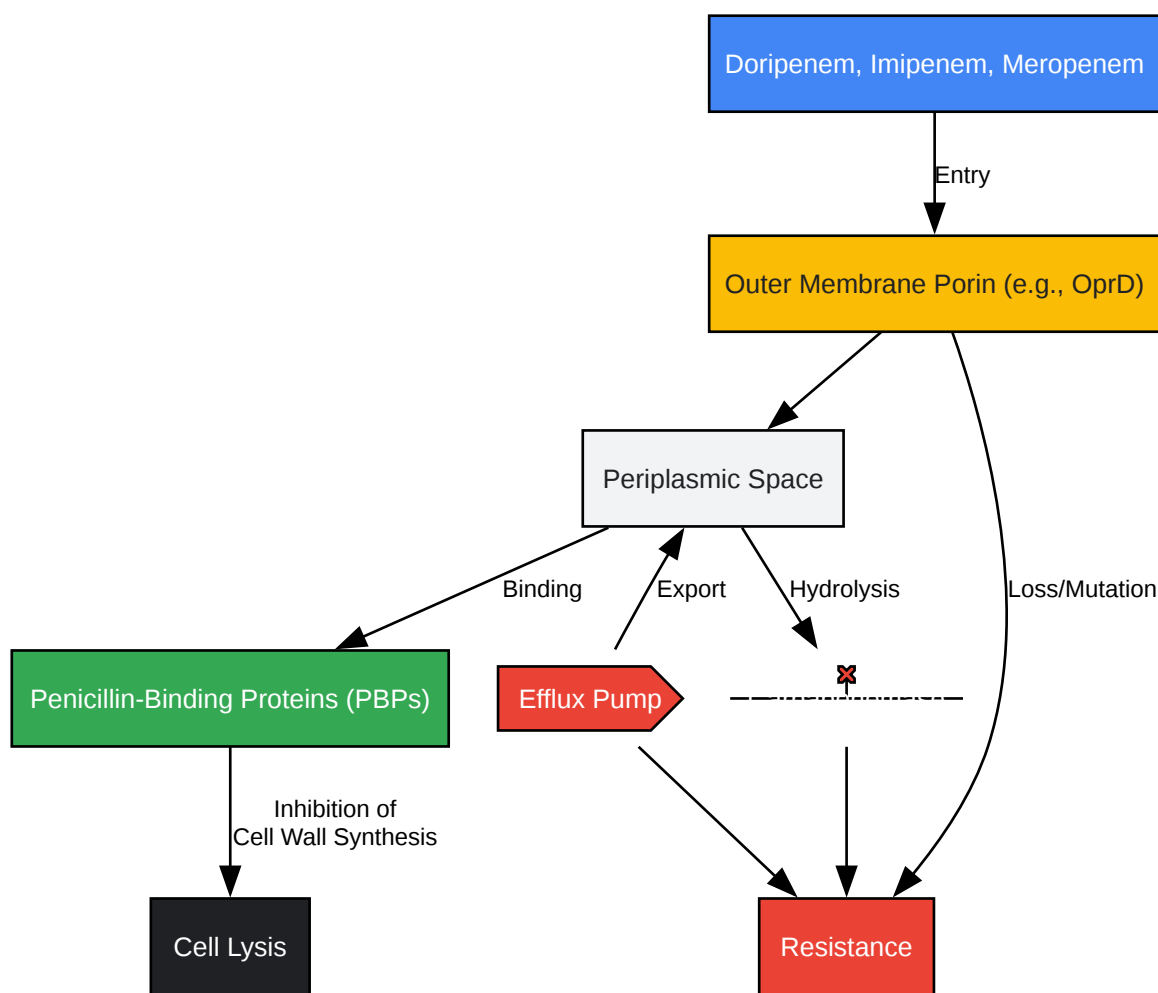 Doripenem, Imipenem, Meropenem
Entry
Outer Membrane Porin (e.g., OprD)
Periplasmic Space
Binding
Export
Hydrolysis
Loss/Mutation
Penicillin-Binding Proteins (PBPs)
Efflux Pump
Inhibition of
Cell Wall Synthesis
Cell Lysis
Resistance